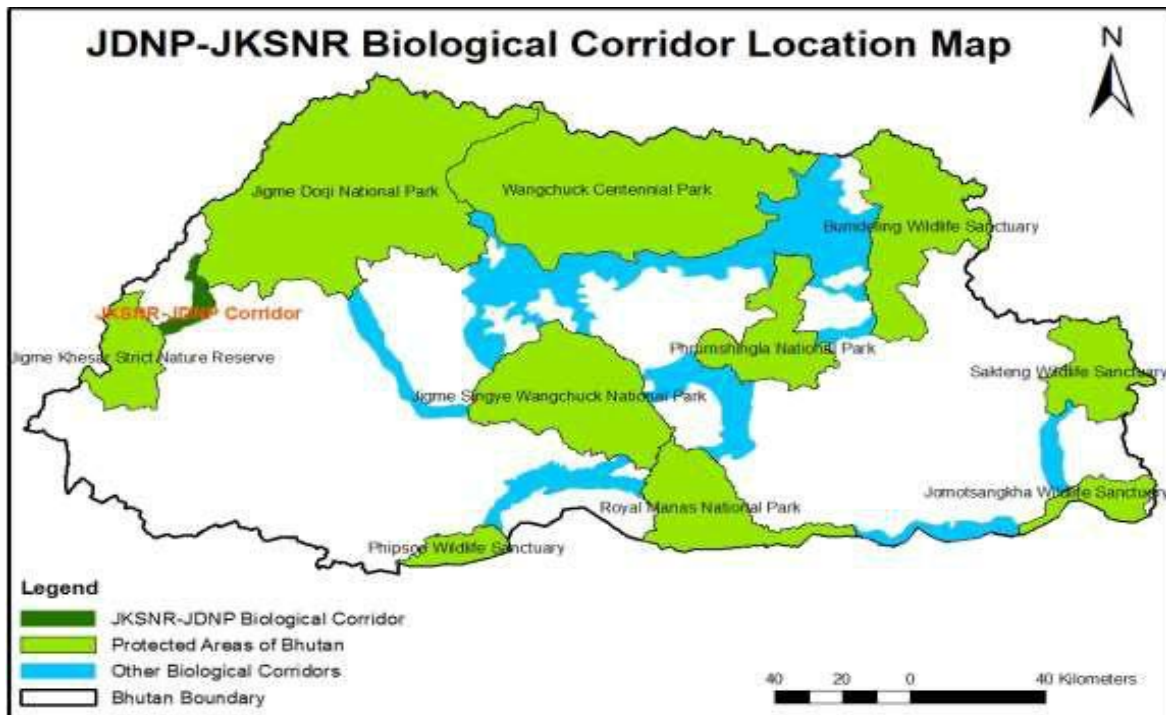 JDNP-JKSNR Biological Corridor Location Map
N
Jigme Dorji National Park
Wangchuck Centennial Park
Bumdeling Wildlife Sanctuary
JKSNR-JDNP Corridor
Jigme Khesar Strict Nature Reserve
Phrumshingla National Park
Sakteng Wildlife Sanctuary
Jigme Singye Wangchuck National Park
Jomotsangkha Wildlife Sanctuary
Royal Manas National Park
Phipsoo Wildlife Sanctuary
Legend
JKSNR-JDNP Biological Corridor
Protected Areas of Bhutan
Other Biological Corridors
Bhutan Boundary
40 20 0 40 Kilometers